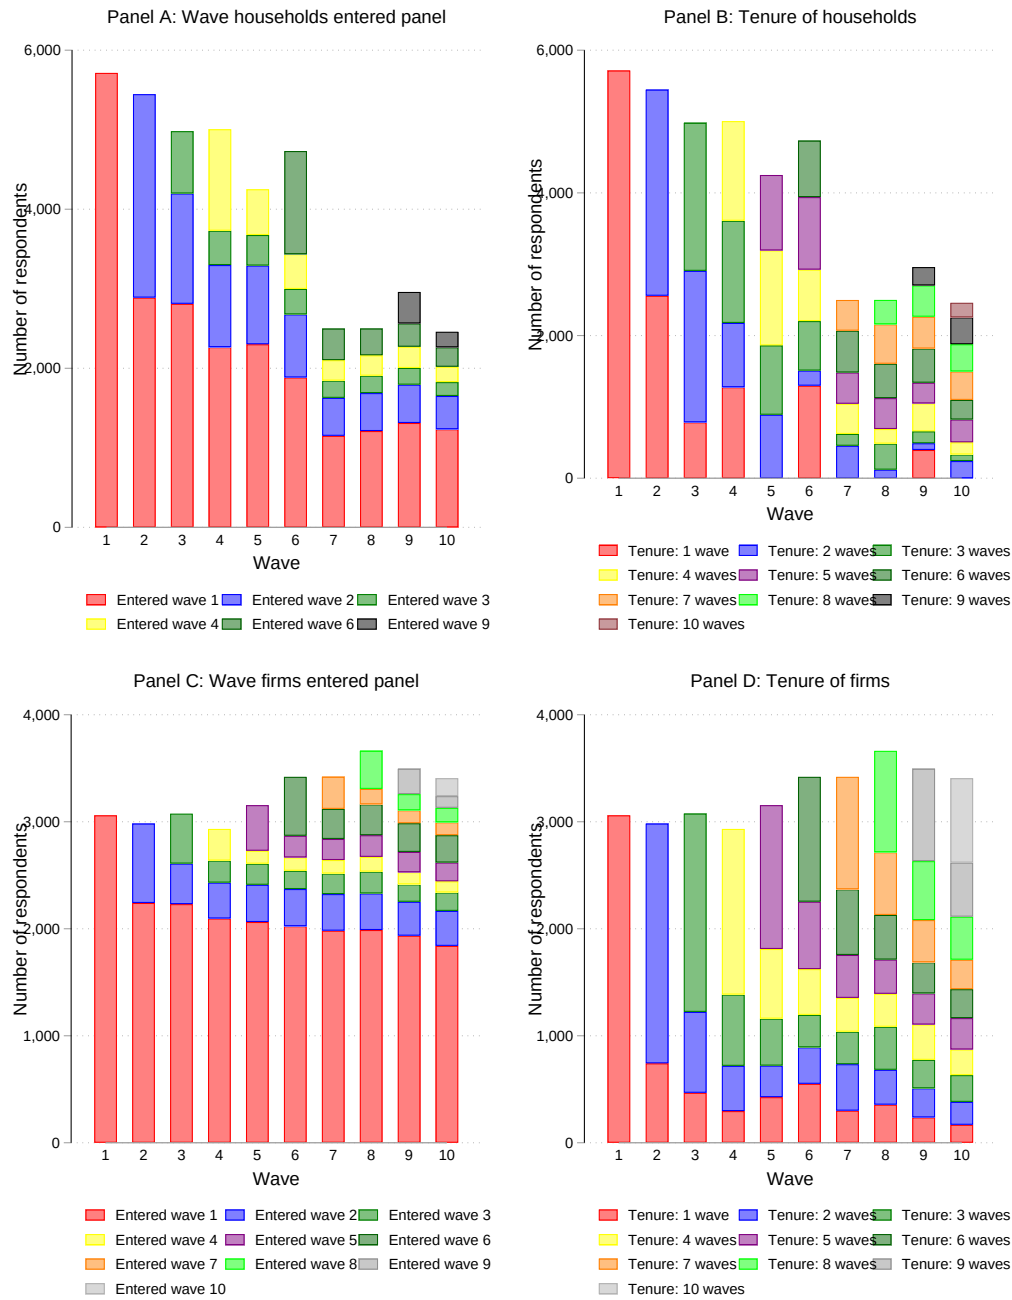 Panel A: Wave households entered panel
Number of respondents
6,000
4,000
2,000
0
1 2 3 4 5 6 7 8 9 10
Wave
Entered wave 1 Entered wave 2 Entered wave 3
Entered wave 4 Entered wave 6 Entered wave 9
Panel B: Tenure of households
Number of respondents
6,000
4,000
2,000
0
1 2 3 4 5 6 7 8 9 10
Wave
Tenure: 1 wave Tenure: 2 waves Tenure: 3 waves
Tenure: 4 waves Tenure: 5 waves Tenure: 6 waves
Tenure: 7 waves Tenure: 8 waves Tenure: 9 waves
Tenure: 10 waves
Panel C: Wave firms entered panel
Number of respondents
4,000
3,000
2,000
1,000
0
1 2 3 4 5 6 7 8 9 10
Wave
Entered wave 1 Entered wave 2 Entered wave 3
Entered wave 4 Entered wave 5 Entered wave 6
Entered wave 7 Entered wave 8 Entered wave 9
Entered wave 10
Panel D: Tenure of firms
Number of respondents
4,000
3,000
2,000
1,000
0
1 2 3 4 5 6 7 8 9 10
Wave
Tenure: 1 wave Tenure: 2 waves Tenure: 3 waves
Tenure: 4 waves Tenure: 5 waves Tenure: 6 waves
Tenure: 7 waves Tenure: 8 waves Tenure: 9 waves
Tenure: 10 waves